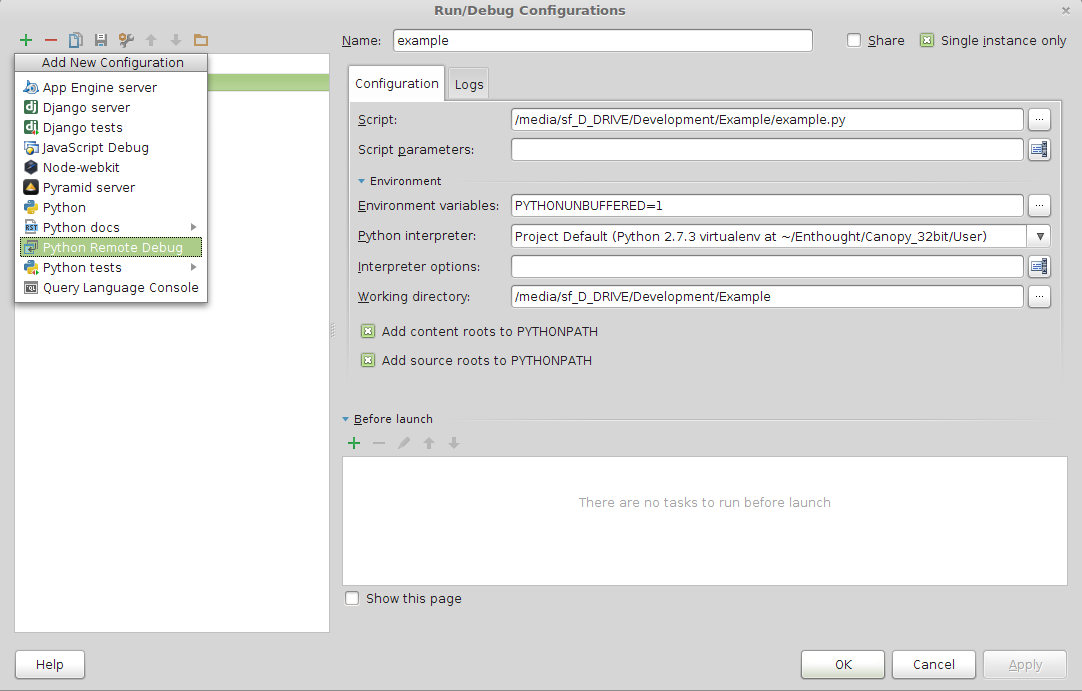 Run/Debug Configurations
Name: example Share Single instance only
Add New Configuration
App Engine server
Django server
Django tests
JavaScript Debug
Node-webkit
Pyramid server
Python
Python docs
Python Remote Debug
Python tests
Query Language Console
Configuration Logs
Script: /media/sf_D_DRIVE/Development/Example/example.py ...
Script parameters:
Environment
Environment variables: PYTHONUNBUFFERED=1 ...
Python interpreter: Project Default (Python 2.7.3 virtualenv at ~/Enthought/Canopy_32bit/User)
Interpreter options:
Working directory: /media/sf_D_DRIVE/Development/Example ...
Add content roots to PYTHONPATH
Add source roots to PYTHONPATH
Before launch
There are no tasks to run before launch
Show this page
Help OK Cancel Apply